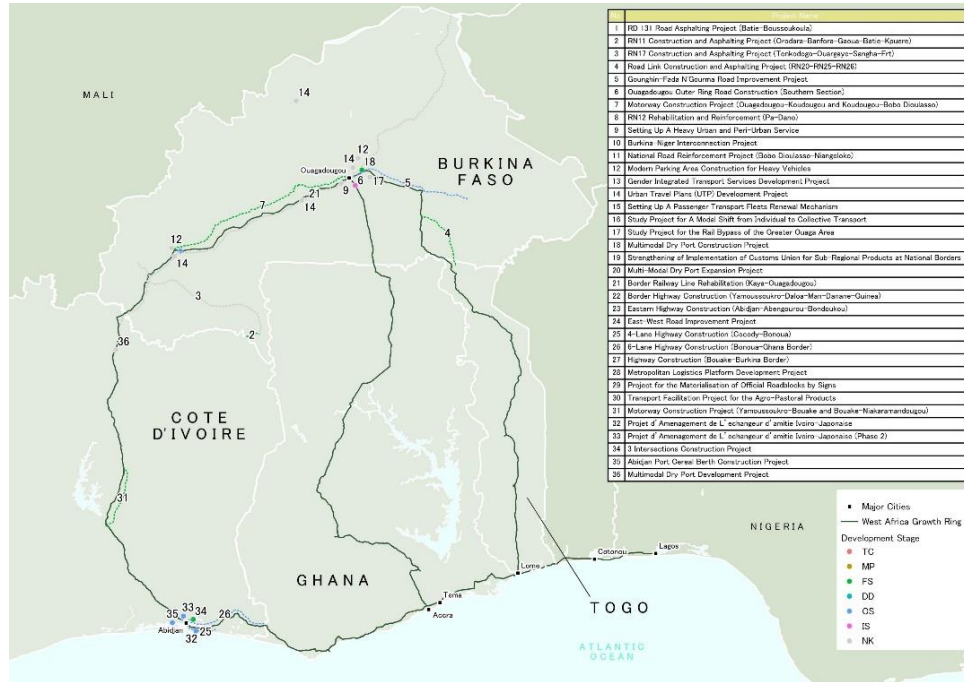 No.	Project Name
1	RD 131 Road Asphalting Project (Batie-Boussoukoula)
2	RN11 Construction and Asphalting Project (Orodara-Banfora-Gaoua-Batie-Kpuere)
3	RN17 Construction and Asphalting Project (Tenkodogo-Ouargaye-Sangha-Frt)
4	Road Link Construction and Asphalting Project (RN20-RN25-RN26)
5	Gounghin-Fada N'Gourma Road Improvement Project
6	Ouagadougou Outer Ring Road Construction (Southern Section)
7	Motorway Construction Project (Ouagadougou-Koudougou and Koudougou-Bobo Dioulasso)
8	RN12 Rehabilitation and Reinforcement (Pa-Dano)
9	Setting Up A Heavy Urban and Peri-Urban Service
10	Burkina-Niger Interconnection Project
11	National Road Reinforcement Project (Bobo Dioulasso-Niangoloko)
12	Modern Parking Area Construction for Heavy Vehicles
13	Gender Integrated Transport Services Development Project
14	Urban Travel Plans (UTP) Development Project
15	Setting Up A Passenger Transport Fleets Renewal Mechanism
16	Study Project for A Model Shift from Individual to Collective Transport
17	Study Project for the Rail Bypass of the Greater Ouaga Area
18	Multimodal Dry Port Construction Project
19	Strengthening of Implementation of Customs Union for Sub-Regional Products at National Borders
20	Multi-Modal Dry Port Expansion Project
21	Border Railway Line Rehabilitation (Kaya-Ouagadougou)
22	Border Highway Construction (Yamoussoukro-Daloa-Man-Danane-Guinea)
23	Eastern Highway Construction (Abidjan-Abengourou-Bondoukou)
24	East-West Road Improvement Project
25	4-Lane Highway Construction (Cocody-Bonoua)
26	6-Lane Highway Construction (Bonoua-Ghana Border)
27	Highway Construction (Bouake-Burkina Border)
28	Metropolitan Logistics Platform Development Project
29	Project for the Materialisation of Official Roadblocks by Signs
30	Transport Facilitation Project for the Agro-Pastoral Products
31	Motorway Construction Project (Yamoussoukro-Bouake and Bouake-Niakaramandougou)
32	Projet d' Amenagement de L' echangeur d' amitie Ivoiro-Japonaise
33	Projet d' Amenagement de L' echangeur d' amitie Ivoiro-Japonaise (Phase 2)
34	3 Intersections Construction Project
35	Abidjan Port Cereal Berth Construction Project
36	Multimodal Dry Port Development Project
MALI
14
12
14
18
Ouagadougou
6
17
9
5
BURKINA
FASO
21
14
7
4
12
14
3
2
36
COTE
D'IVOIRE
31
GHANA
TOGO
NIGERIA
Lagos
Cotonou
Lome
Tema
Accra
33
34
26
35
Abidjan
25
32
ATLANTIC
OCEAN
Major Cities
West Africa Growth Ring
Development Stage
TC
MP
FS
DD
OS
IS
NK